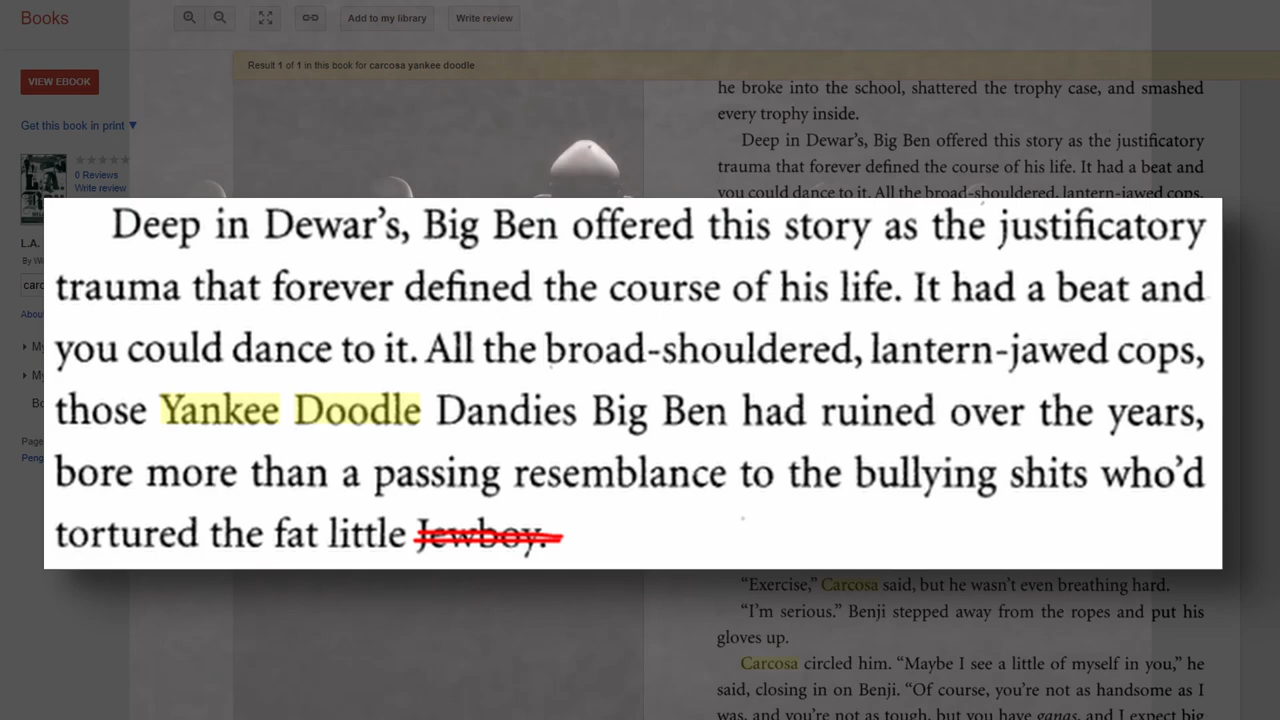 Books
Add to my library
Write review
Result 1 of 1 in this book for carcosa yankee doodle
VIEW EBOOK
Get this book in print ▼
0 Reviews
Write review
L.A.
By
carc
Abou
My
My
Page
Peng
he broke into the school, shattered the trophy case, and smashed
every trophy inside.
Deep in Dewar's, Big Ben offered this story as the justificatory
trauma that forever defined the course of his life. It had a beat and
you could dance to it. All the broad-shouldered, lantern-jawed cops,
Deep in Dewar's, Big Ben offered this story as the justificatory
trauma that forever defined the course of his life. It had a beat and
you could dance to it. All the broad-shouldered, lantern-jawed cops,
those Yankee Doodle Dandies Big Ben had ruined over the years,
bore more than a passing resemblance to the bullying shits who'd
tortured the fat little Jewboy.
"Exercise," Carcosa said, but he wasn't even breathing hard.
"I'm serious." Benji stepped away from the ropes and put his
gloves up.
Carcosa circled him. "Maybe I see a little of myself in you," he
said, closing in on Benji. "Of course, you're not as handsome as I
was, and you're not as tough, but you have ganas, and I expect big